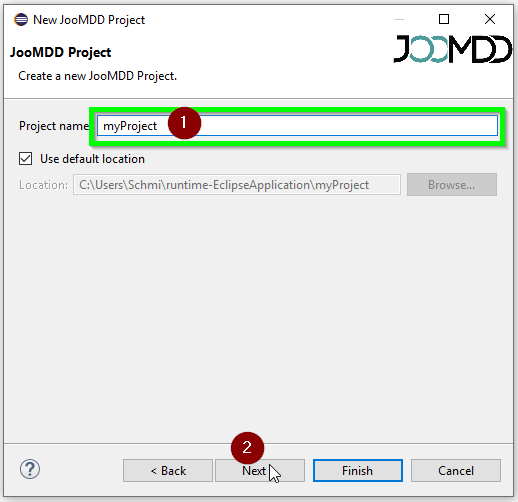 New JooMDD Project
JooMDD Project
JOOMDD
Create a new JooMDD Project.
Project name
myProject
1
Use default location
Location:
C:\Users\Schmi\runtime-EclipseApplication\myProject
Browse...
2
?
< Back
Next
Finish
Cancel